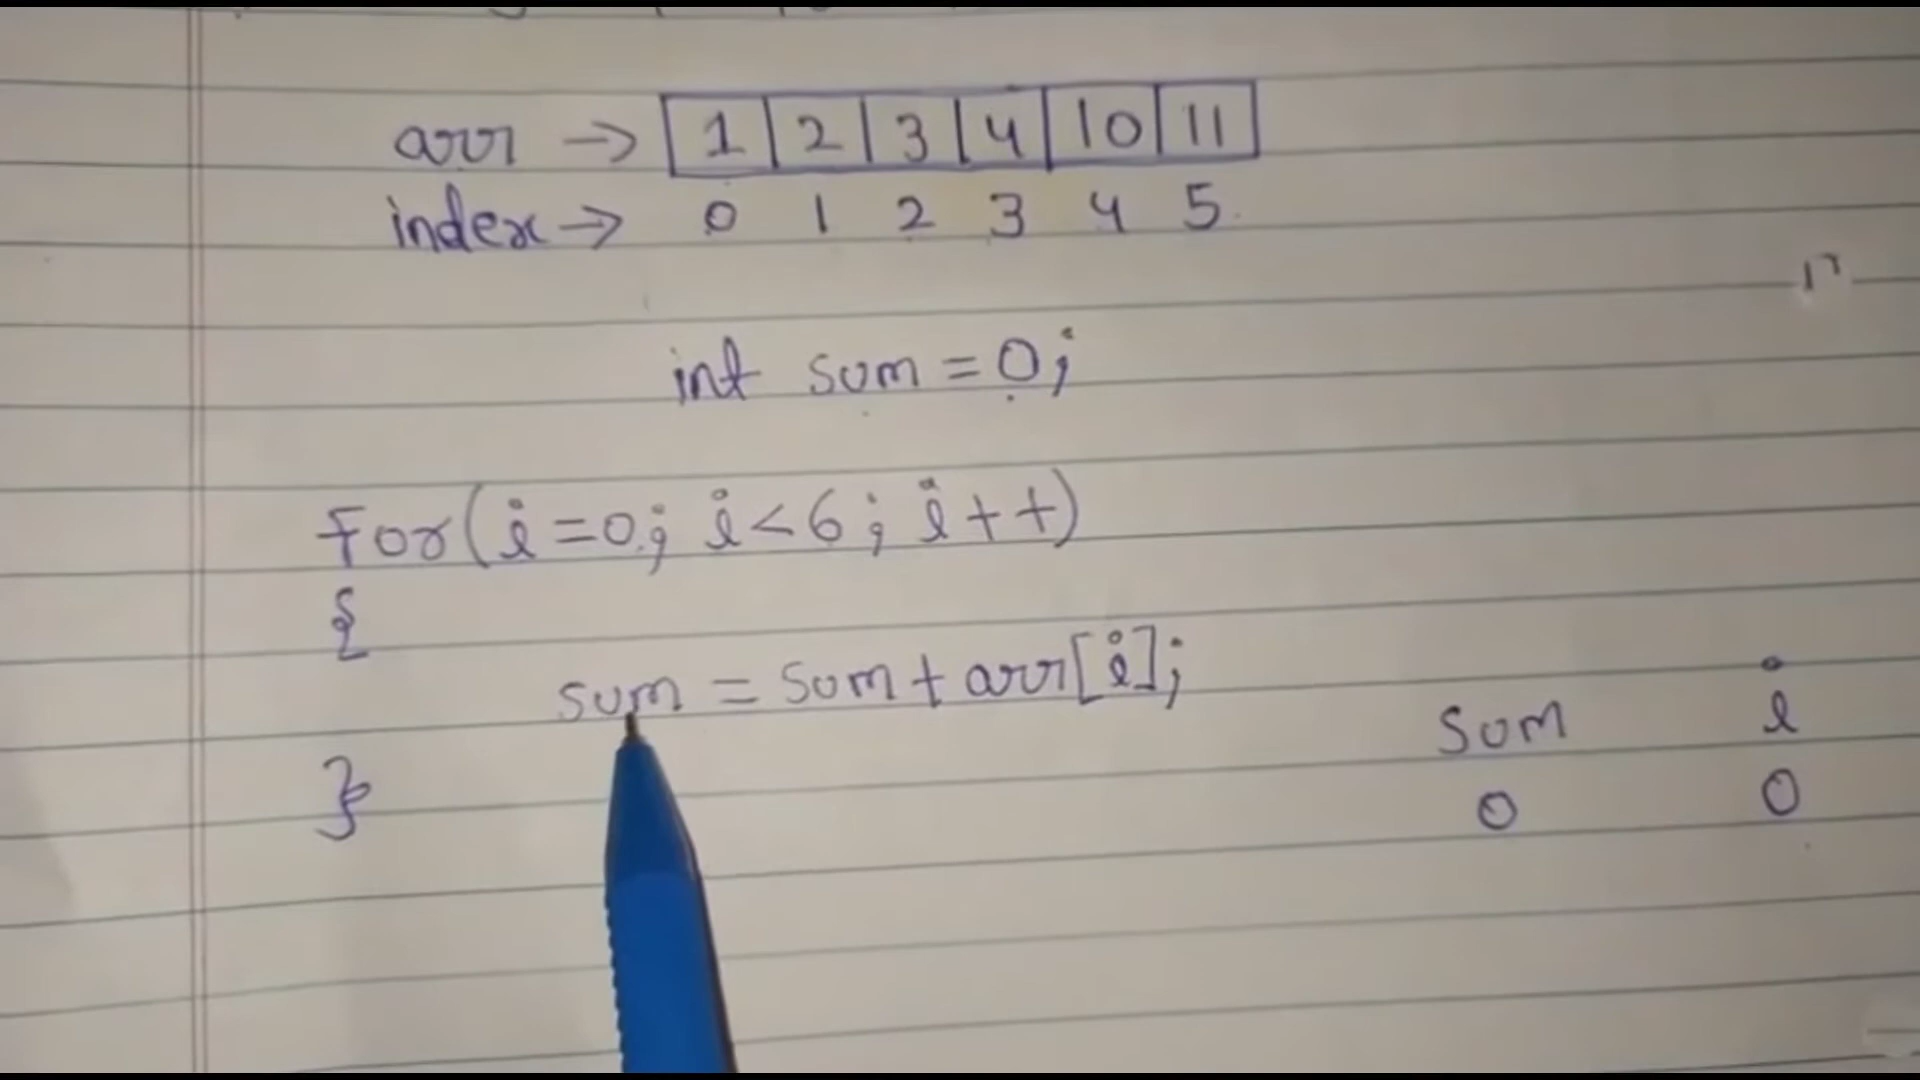 arr → 1 2 3 4 10 11
index → 0 1 2 3 4 5
int sum = 0;
For(i=0; i<6; i++)
{
sum = sum + arr[i];
}
sum i
0 0